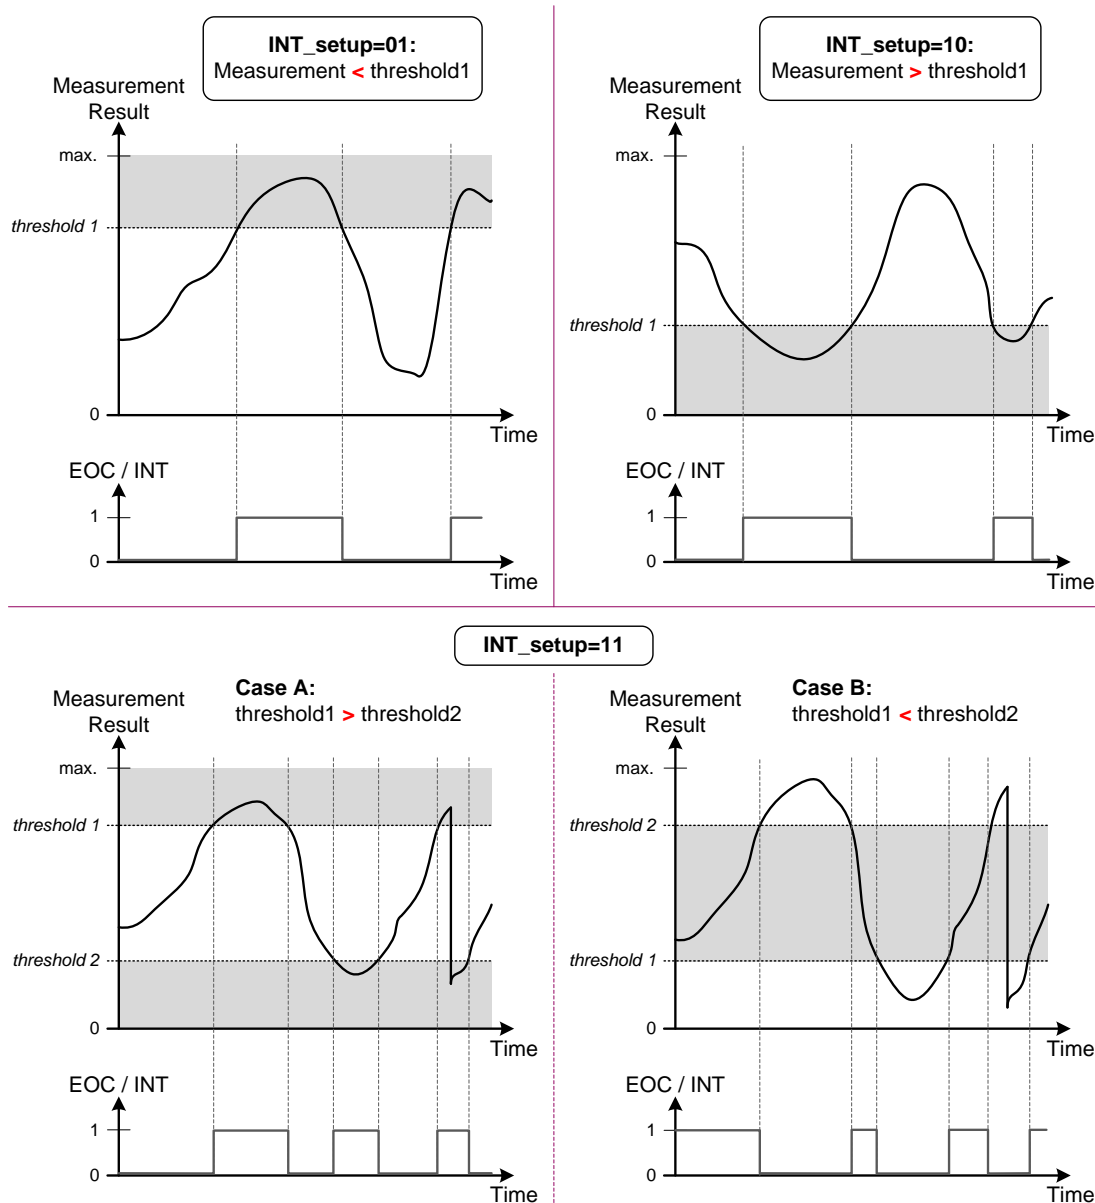 INT_setup=01:
Measurement < threshold1
Measurement
Result
max.
threshold 1
0
Time
EOC / INT
1
0
Time
INT_setup=10:
Measurement > threshold1
Measurement
Result
max.
threshold 1
0
Time
EOC / INT
1
0
Time
INT_setup=11
Case A:
threshold1 > threshold2
Measurement
Result
max.
threshold 1
threshold 2
0
Time
EOC / INT
1
0
Time
Case B:
threshold1 < threshold2
Measurement
Result
max.
threshold 2
threshold 1
0
Time
EOC / INT
1
0
Time